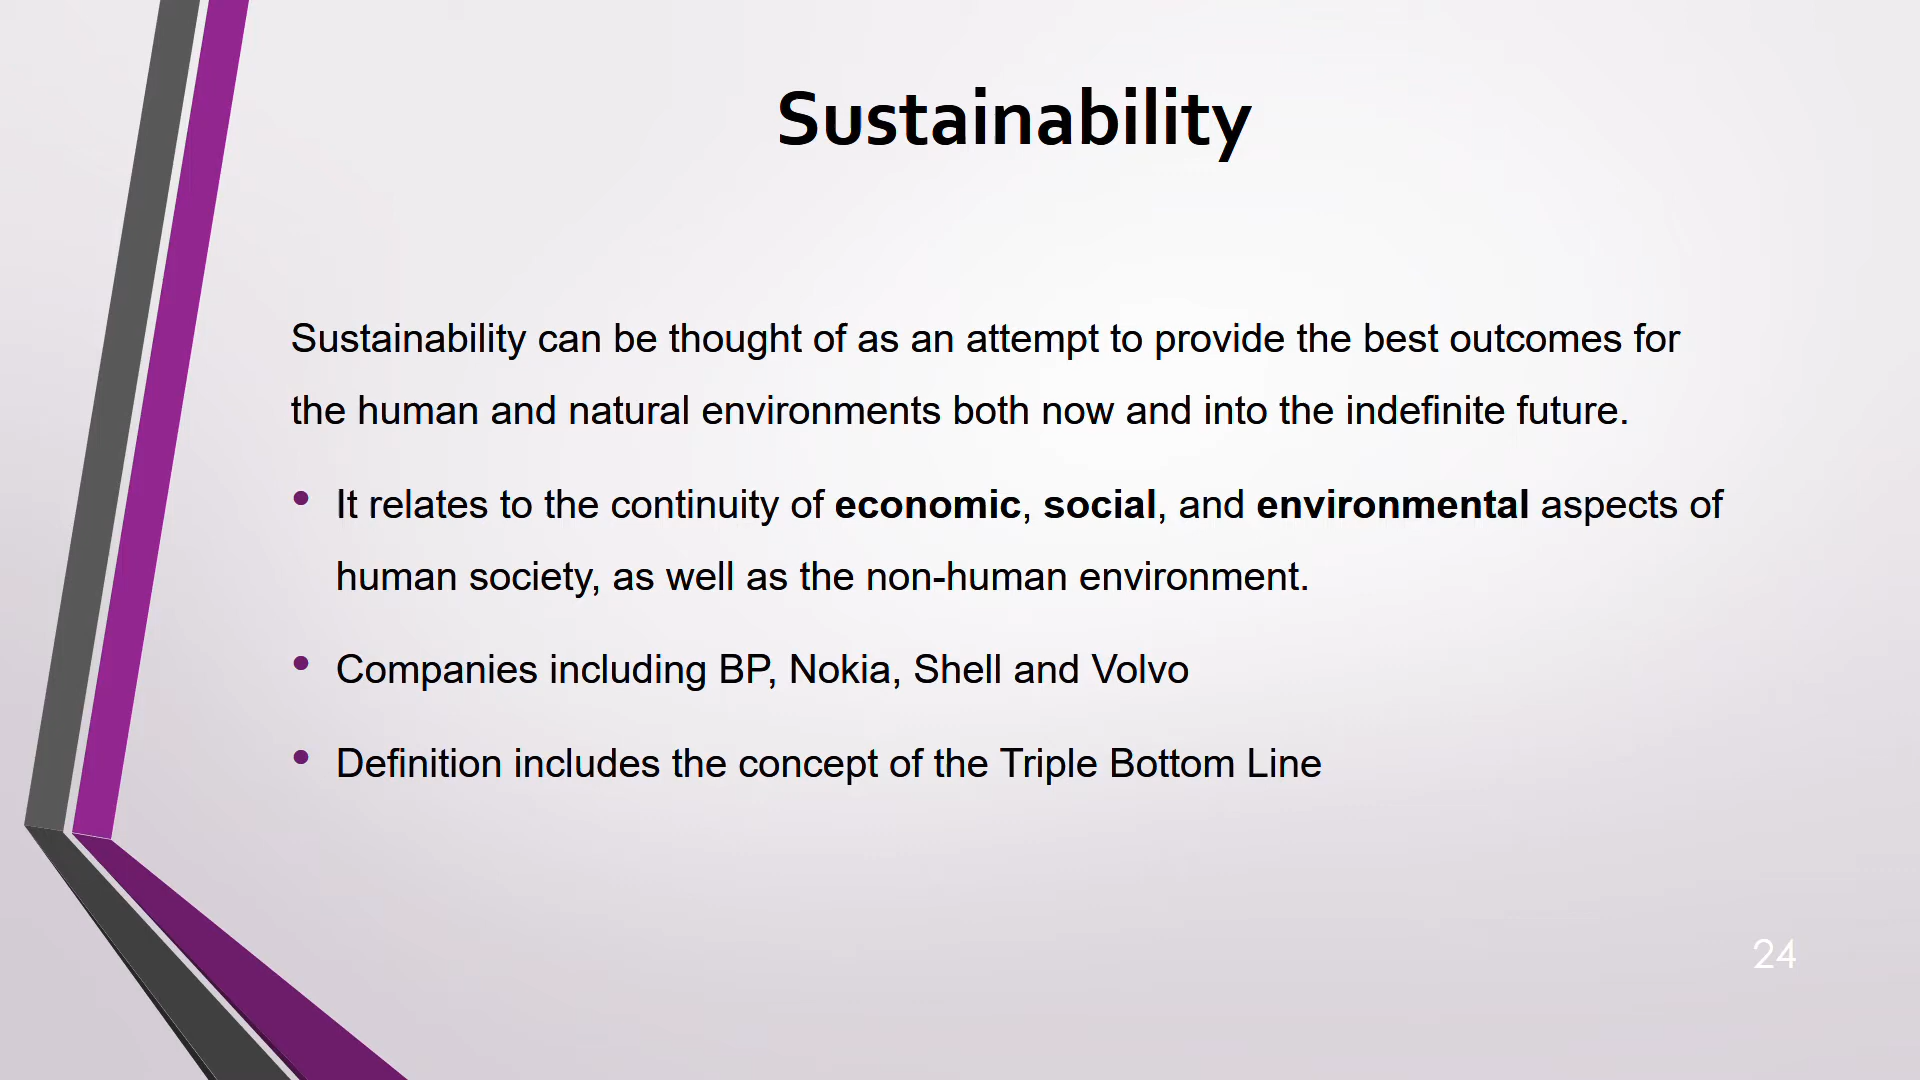 Sustainability
Sustainability can be thought of as an attempt to provide the best outcomes for
the human and natural environments both now and into the indefinite future.
• It relates to the continuity of economic, social, and environmental aspects of
human society, as well as the non-human environment.
• Companies including BP, Nokia, Shell and Volvo
• Definition includes the concept of the Triple Bottom Line
24